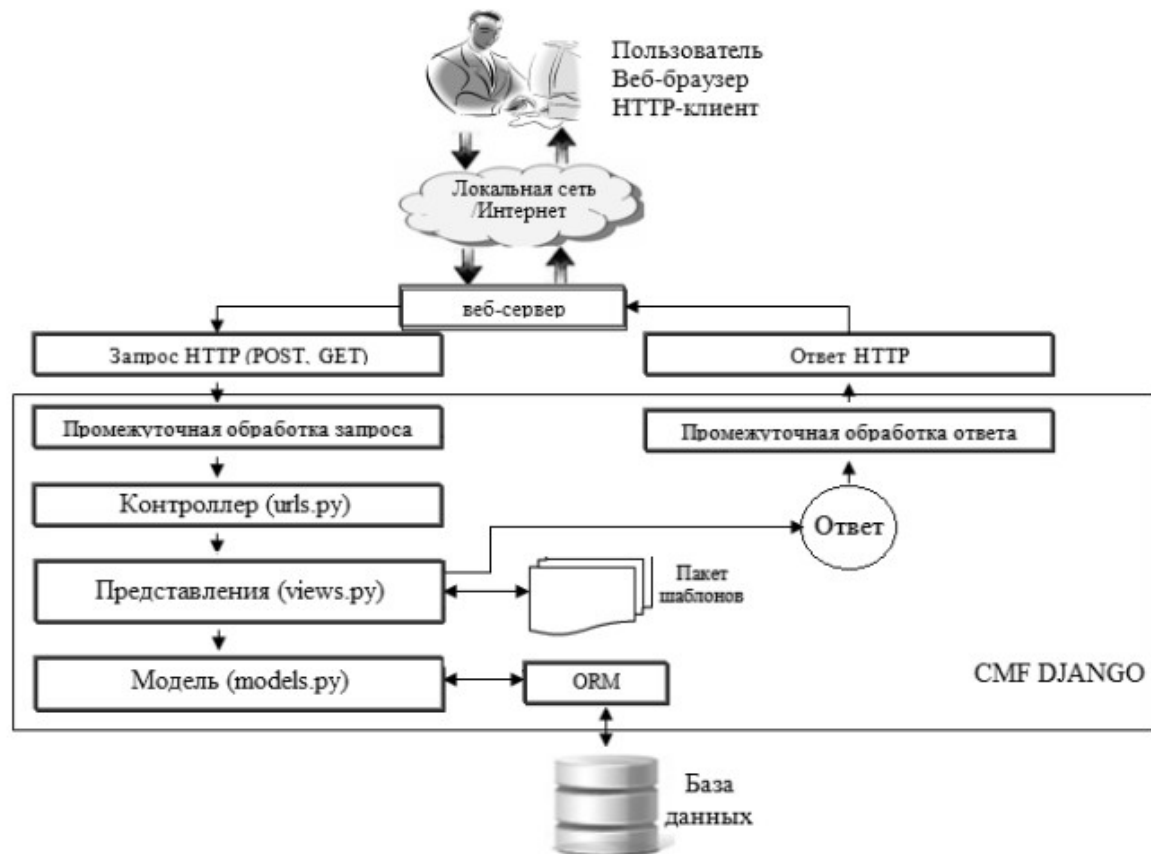 Пользователь
Веб-браузер
HTTP-клиент
Локальная сеть
/Интернет
веб-сервер
Запрос HTTP (POST, GET)
Ответ HTTP
Промежуточная обработка запроса
Промежуточная обработка ответа
Контроллер (urls.py)
Ответ
Представления (views.py)
Пакет
шаблонов
Модель (models.py)
ORM
CMF DJANGO
База
данных